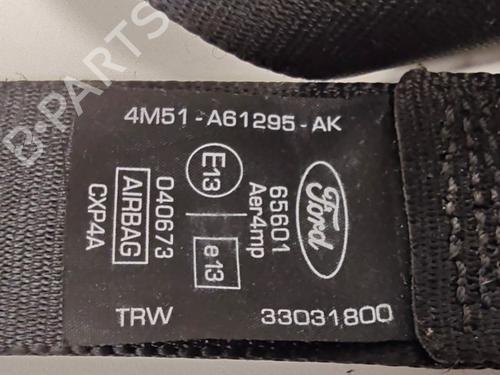 4M51-A61295-AK
E13
e13
040673
AIRBAG
CXP4A
Ford
65601
Aer4mp
TRW 33031800
B-PARTS